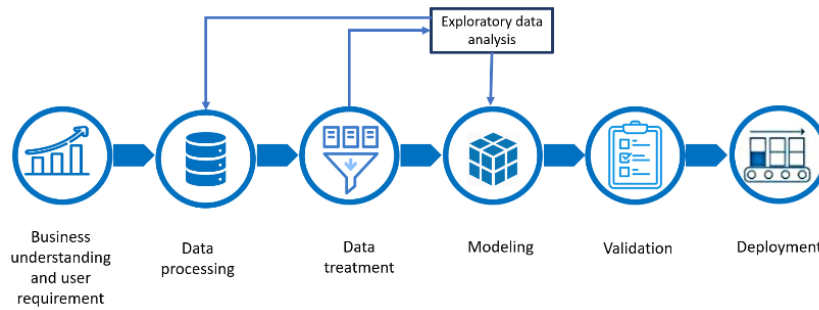 Exploratory data
analysis
Business
understanding
and user
requirement
Data
processing
Data
treatment
Modeling
Validation
Deployment